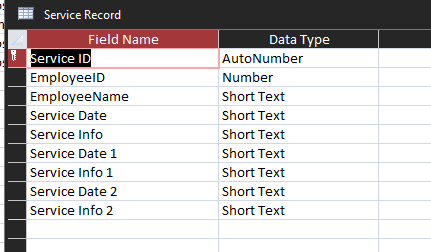 Service Record
Field Name Data Type
Service ID AutoNumber
EmployeeID Number
EmployeeName Short Text
Service Date Short Text
Service Info Short Text
Service Date 1 Short Text
Service Info 1 Short Text
Service Date 2 Short Text
Service Info 2 Short Text